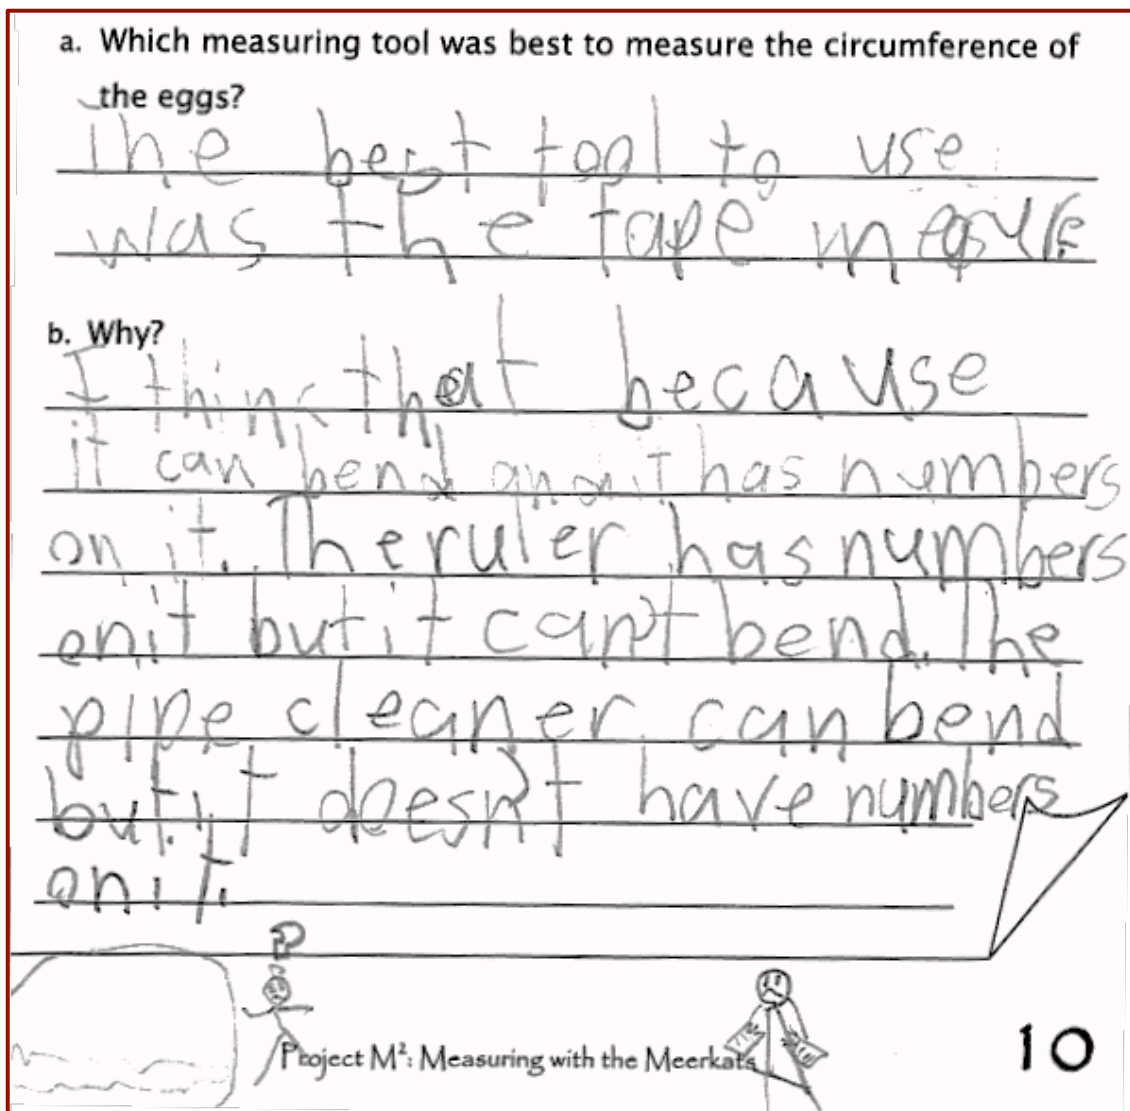 a. Which measuring tool was best to measure the circumference of
the eggs?
The best tool to use
was the tape measure
b. Why?
I think that because
it can bend and it has numbers
on it. The ruler has numbers
on it but it can't bend. The
pipe cleaner can bend
but it doesn't have numbers
on it.
?
Project M²: Measuring with the Meerkats
10